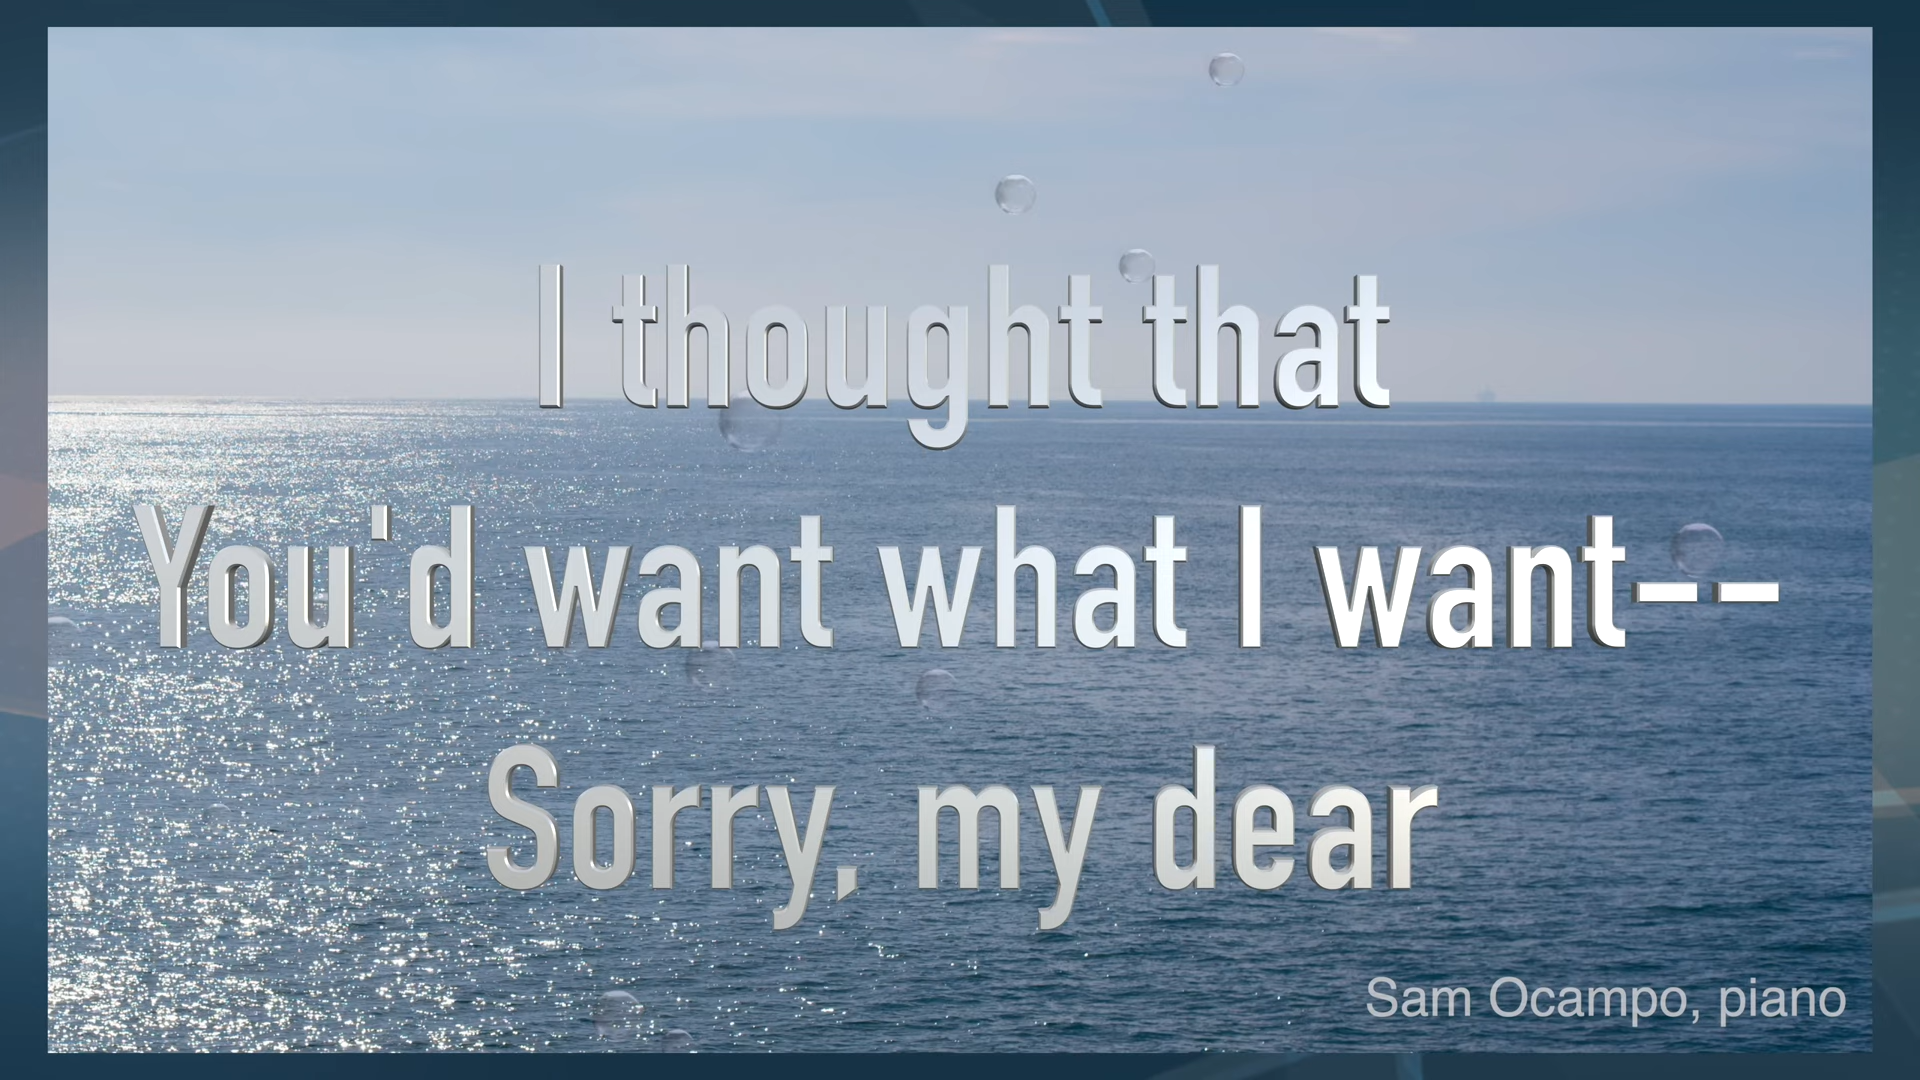 I thought that
You'd want what I want--
Sorry, my dear
Sam Ocampo, piano